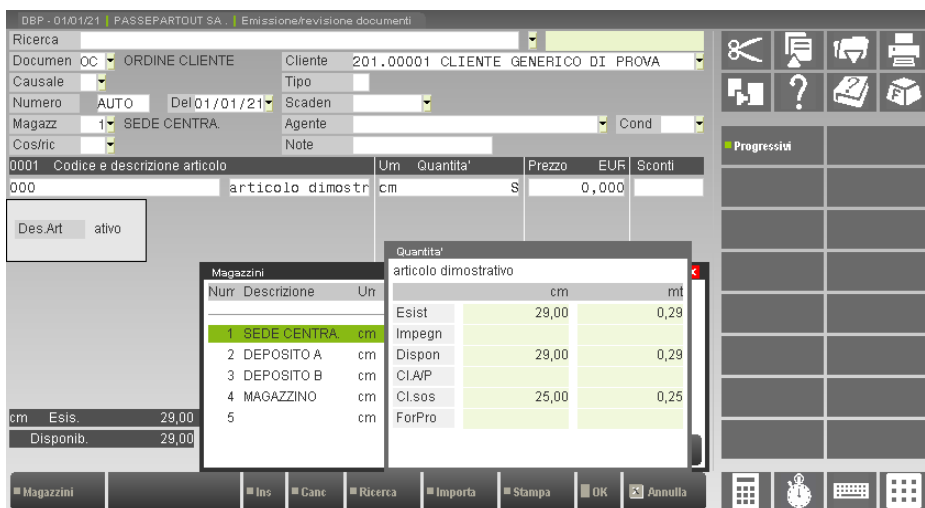 DBP - 01/01/21 | PASSEPARTOUT SA . | Emissione/revisione documenti
Ricerca
Documen OC ORDINE CLIENTE Cliente 201.00001 CLIENTE GENERICO DI PROVA
Causale Tipo
Numero AUTO Del 01/01/21 Scaden
Magazz 1 SEDE CENTRA. Agente Cond
Cos/ric Note
Progressivi
0001 Codice e descrizione articolo Um Quantita' Prezzo EUR Sconti
000 articolo dimostr cm S 0,000
Des.Art ativo
Quantita'
Magazzini
articolo dimostrativo
Num Descrizione Um
cm mt
Esist 29,00 0,29
1 SEDE CENTRA. cm
Impegn
2 DEPOSITO A cm
Dispon 29,00 0,29
3 DEPOSITO B cm
Cl.A/P
4 MAGAZZINO cm
Cl.sos 25,00 0,25
5 cm
ForPro
cm Esis. 29,00
Disponib. 29,00
Magazzini Ins Canc Ricerca Importa Stampa OK Annulla